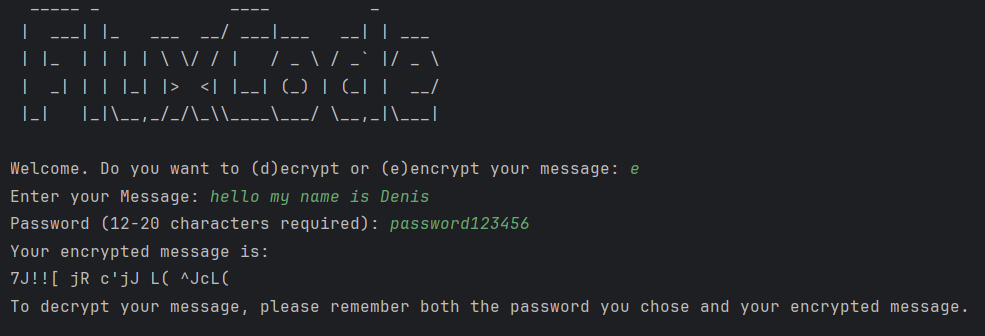 _____ _             ____          _
 |  ___| |_   ___  __/ ___|___   __| | ___
 | |_  | | | | \ \/ / |   / _ \ / _` |/ _ \
 |  _| | | |_| |>  <| |__| (_) | (_| |  __/
 |_|   |_|\__,_/_/\_\\____\___/ \__,_|\___|
Welcome. Do you want to (d)ecrypt or (e)encrypt your message: e
Enter your Message: hello my name is Denis
Password (12-20 characters required): password123456
Your encrypted message is:
7J!![ jR c'jJ L( ^JcL(
To decrypt your message, please remember both the password you chose and your encrypted message.